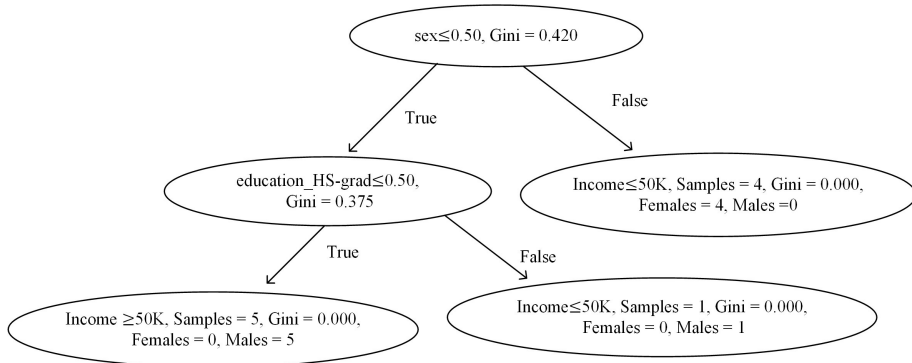 sex≤0.50, Gini = 0.420
True
False
education_HS-grad≤0.50,
Gini = 0.375
Income≤50K, Samples = 4, Gini = 0.000,
Females = 4, Males =0
True
False
Income ≥50K, Samples = 5, Gini = 0.000,
Females = 0, Males = 5
Income≤50K, Samples = 1, Gini = 0.000,
Females = 0, Males = 1